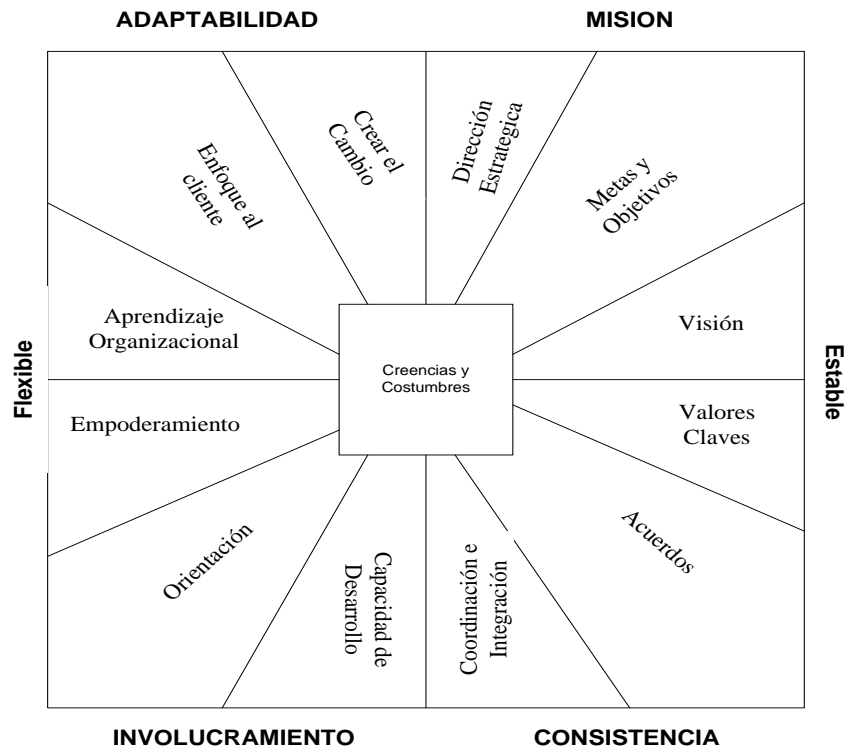 ADAPTABILIDAD
MISION
Enfoque al
cliente
Crear el
Cambio
Dirección
Estrategica
Metas y
Objetivos
Aprendizaje
Organizacional
Visión
Flexible
Creencias y
Costumbres
Estable
Empoderamiento
Valores
Claves
Orientación
Capacidad de
Desarrollo
Coordinación e
Integración
Acuerdos
INVOLUCRAMIENTO
CONSISTENCIA